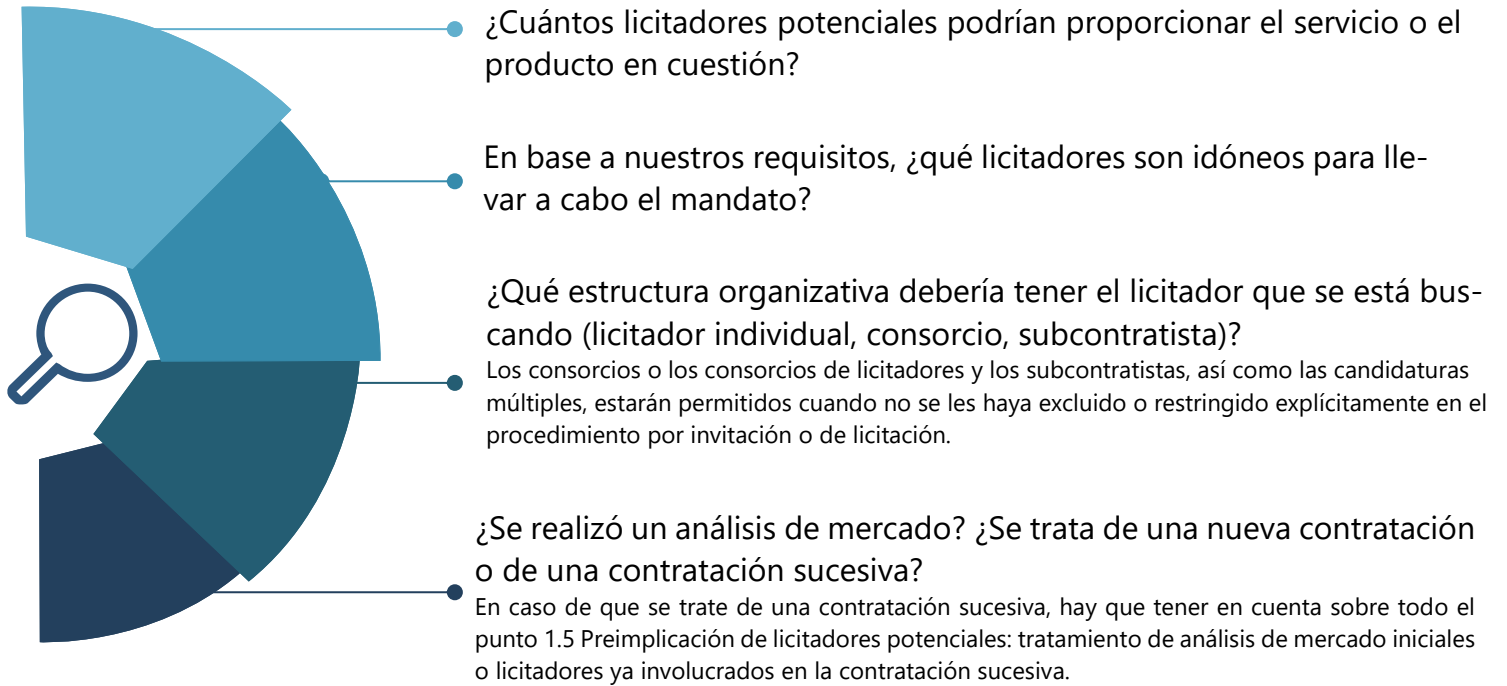 ¿Cuántos licitadores potenciales podrían proporcionar el servicio o el
producto en cuestión?
En base a nuestros requisitos, ¿qué licitadores son idóneos para lle-
var a cabo el mandato?
¿Qué estructura organizativa debería tener el licitador que se está bus-
cando (licitador individual, consorcio, subcontratista)?
Los consorcios o los consorcios de licitadores y los subcontratistas, así como las candidaturas
múltiples, estarán permitidos cuando no se les haya excluido o restringido explícitamente en el
procedimiento por invitación o de licitación.
¿Se realizó un análisis de mercado? ¿Se trata de una nueva contratación
o de una contratación sucesiva?
En caso de que se trate de una contratación sucesiva, hay que tener en cuenta sobre todo el
punto 1.5 Preimplicación de licitadores potenciales: tratamiento de análisis de mercado iniciales
o licitadores ya involucrados en la contratación sucesiva.